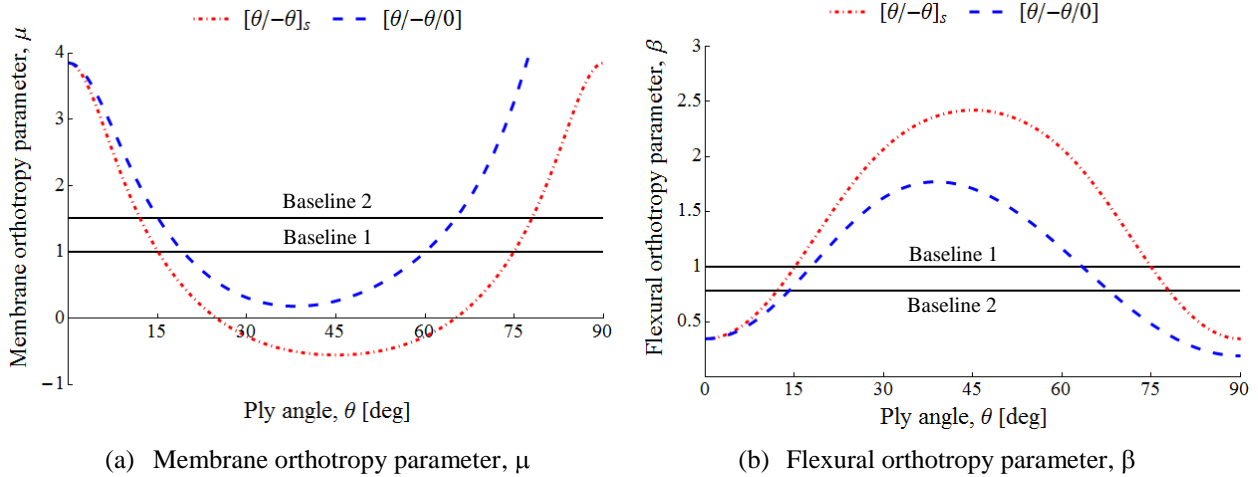 [θ/−θ]ₛ [θ/−θ/0]
Membrane orthotropy parameter, μ
4
3
2
1
0
−1
Baseline 2
Baseline 1
15 30 45 60 75 90
Ply angle, θ [deg]
(a) Membrane orthotropy parameter, μ
[θ/−θ]ₛ [θ/−θ/0]
Flexural orthotropy parameter, β
3
2.5
2
1.5
1
0.5
Baseline 1
Baseline 2
0 15 30 45 60 75 90
Ply angle, θ [deg]
(b) Flexural orthotropy parameter, β